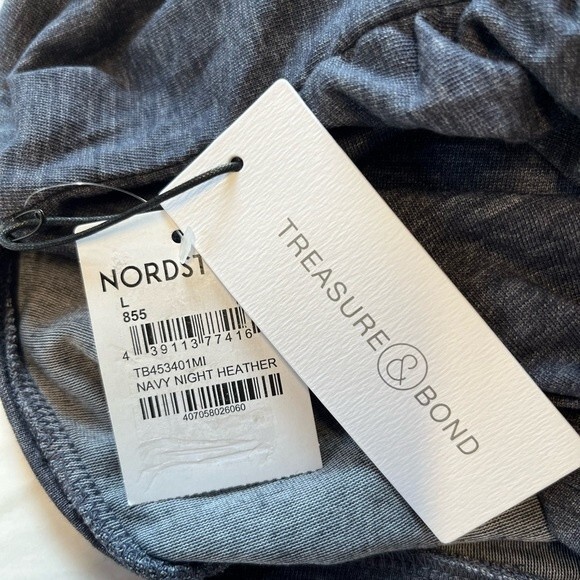 NORDST
L
855
4 39113 77416
TB453401MI
NAVY NIGHT HEATHER
407058026060
TREASURE & BOND